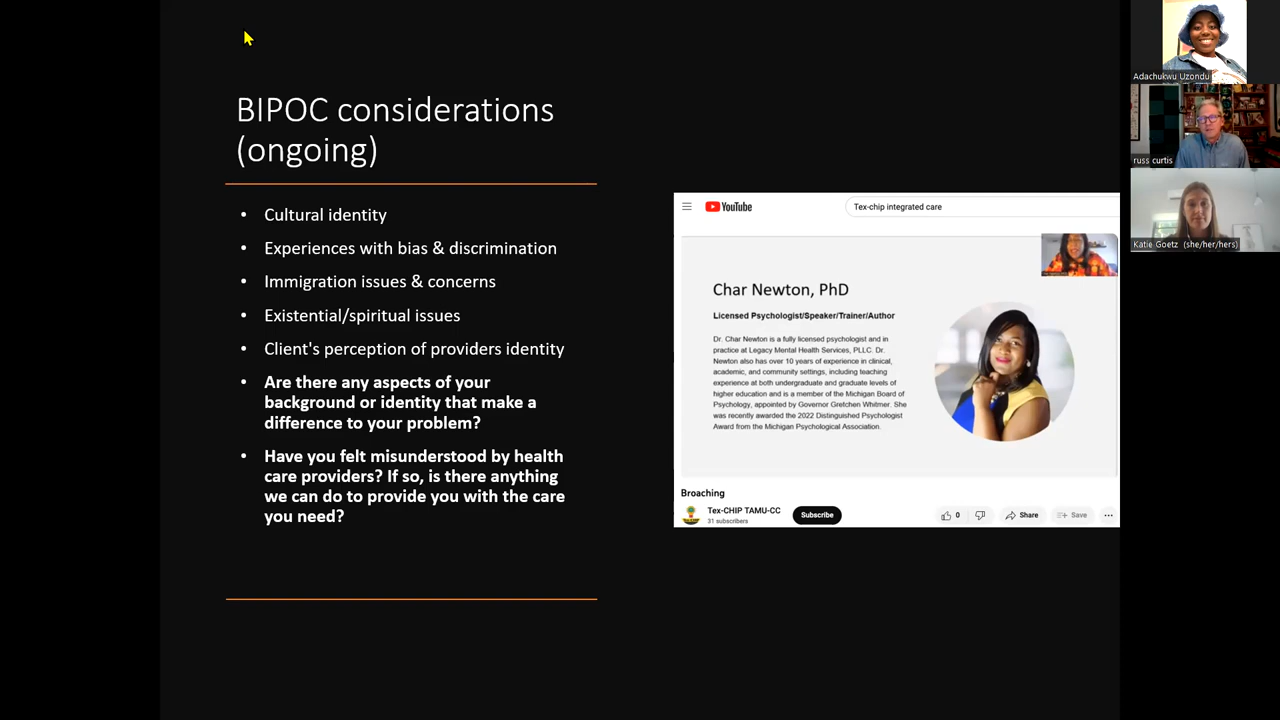 BIPOC considerations
(ongoing)
• Cultural identity
• Experiences with bias & discrimination
• Immigration issues & concerns
• Existential/spiritual issues
• Client's perception of providers identity
• Are there any aspects of your
background or identity that make a
difference to your problem?
• Have you felt misunderstood by health
care providers? If so, is there anything
we can do to provide you with the care
you need?
YouTube
Tex-chip integrated care
Char Newton, PhD
Licensed Psychologist/Speaker/Trainer/Author
Dr. Char Newton is a fully licensed psychologist and in
practice at Legacy Mental Health Services, PLLC. Dr.
Newton also has over 10 years of experience in clinical,
academic, and community settings, including teaching
experience at both undergraduate and graduate levels of
higher education and is a member of the Michigan Board of
Psychology, appointed by Governor Gretchen Whitmer. She
was recently awarded the 2022 Distinguished Psychologist
Award from the Michigan Psychological Association.
Broaching
Tex-CHIP TAMU-CC
31 subscribers
Subscribe
0
Share
Save
Adachukwu Uzondu
russ curtis
Katie Goetz (she/her/hers)